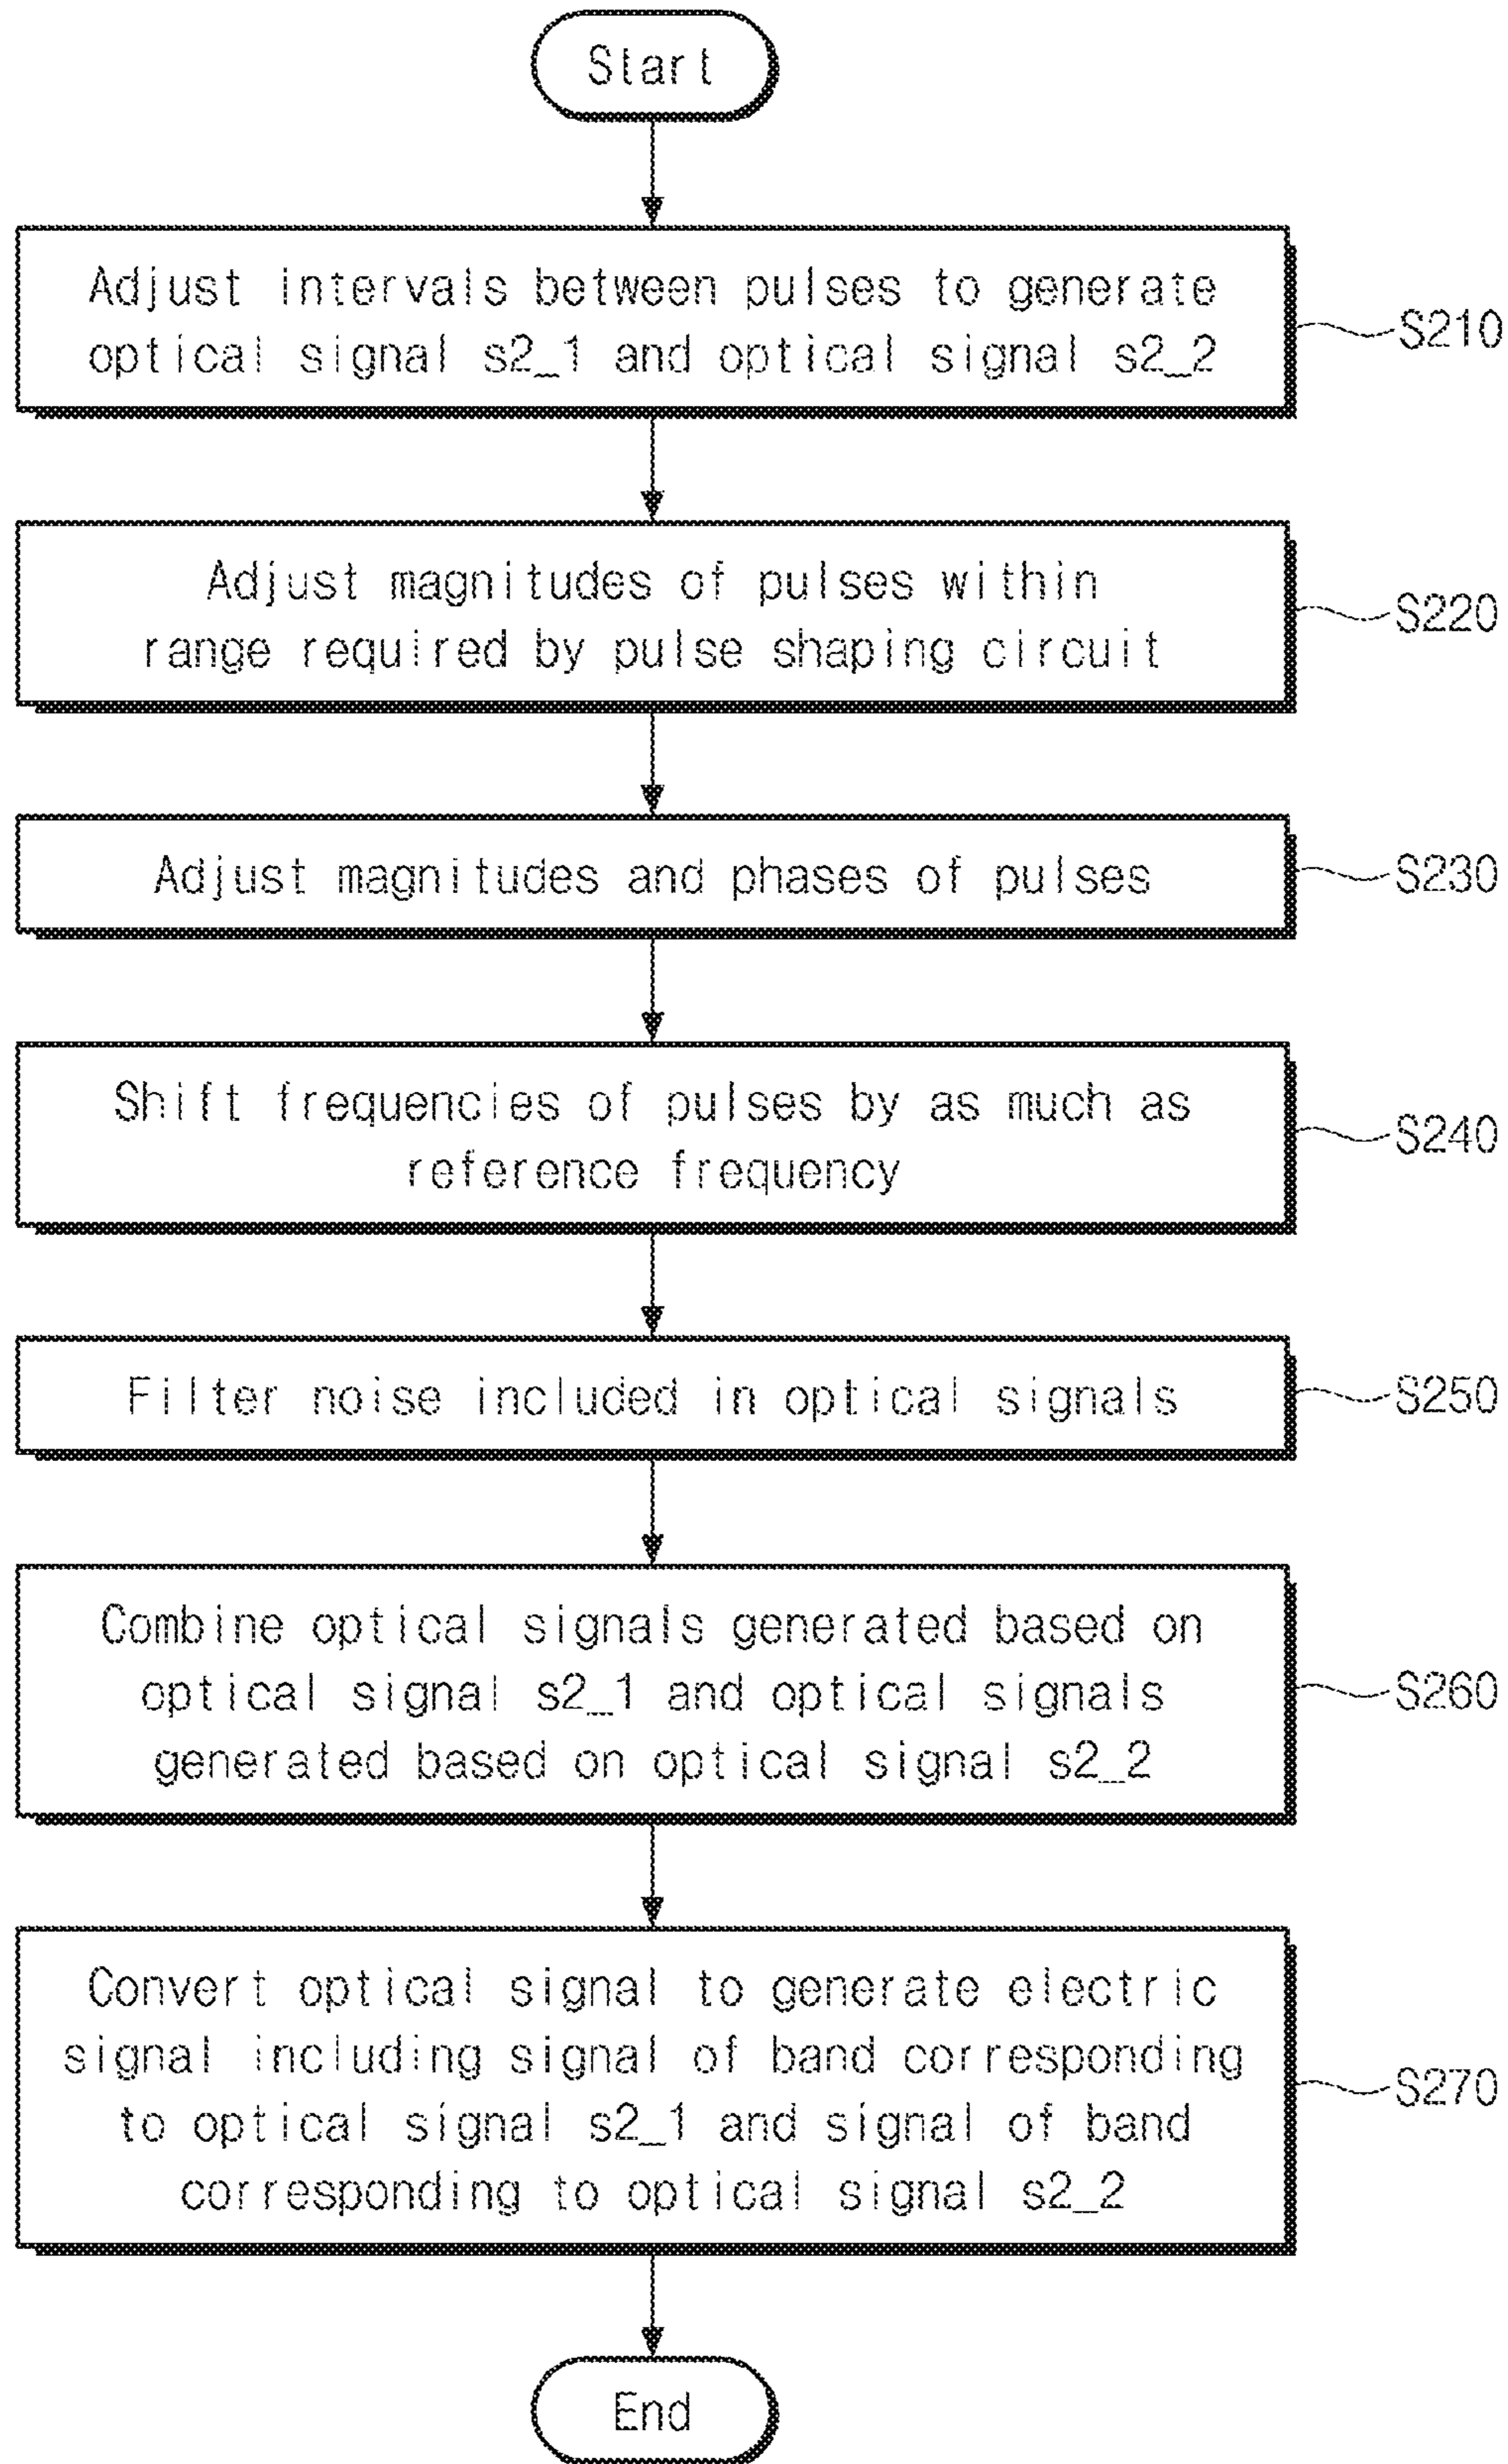 Start
Adjust intervals between pulses to generate
optical signal s2_1 and optical signal s2_2
S210
Adjust magnitudes of pulses within
range required by pulse shaping circuit
S220
Adjust magnitudes and phases of pulses
S230
Shift frequencies of pulses by as much as
reference frequency
S240
Filter noise included in optical signals
S250
Combine optical signals generated based on
optical signal s2_1 and optical signals
generated based on optical signal s2_2
S260
Convert optical signal to generate electric
signal including signal of band corresponding
to optical signal s2_1 and signal of band
corresponding to optical signal s2_2
S270
End